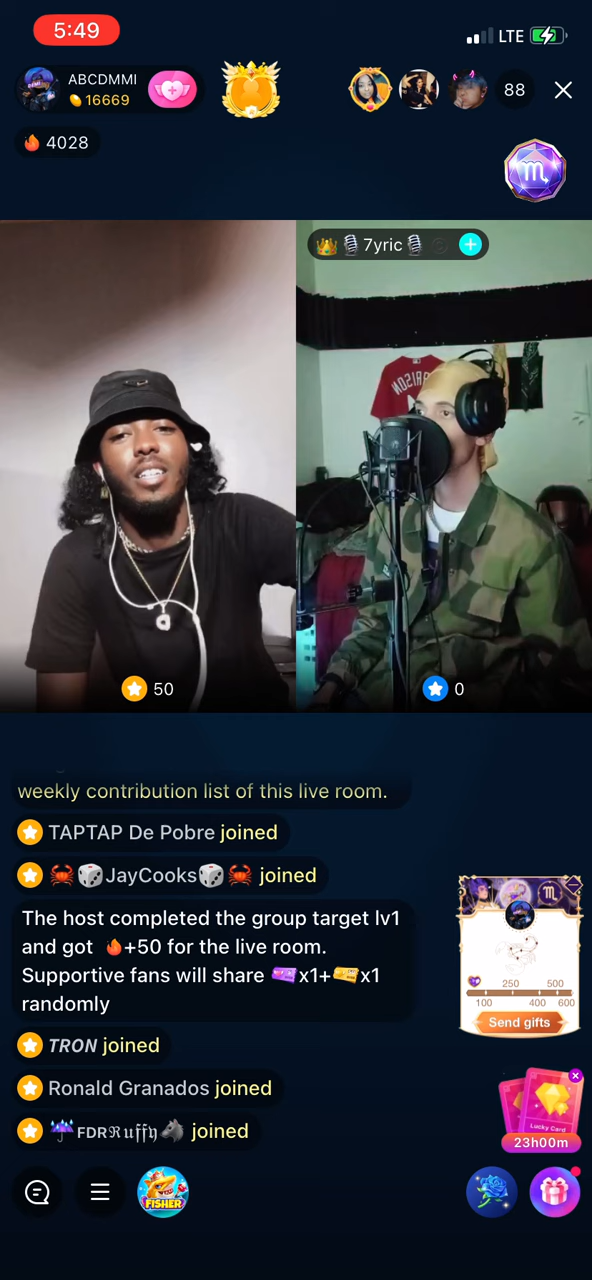 5:49
LTE
ABCDMMI
16669
88
4028
7yric
50
0
weekly contribution list of this live room.
TAPTAP De Pobre joined
JayCooks joined
The host completed the group target lv1
and got +50 for the live room.
Supportive fans will share x1+x1
randomly
TRON joined
Ronald Granados joined
FDRℜuffy joined
250 500
100 400 600
Send gifts
Lucky Card
23h00m
FISHER